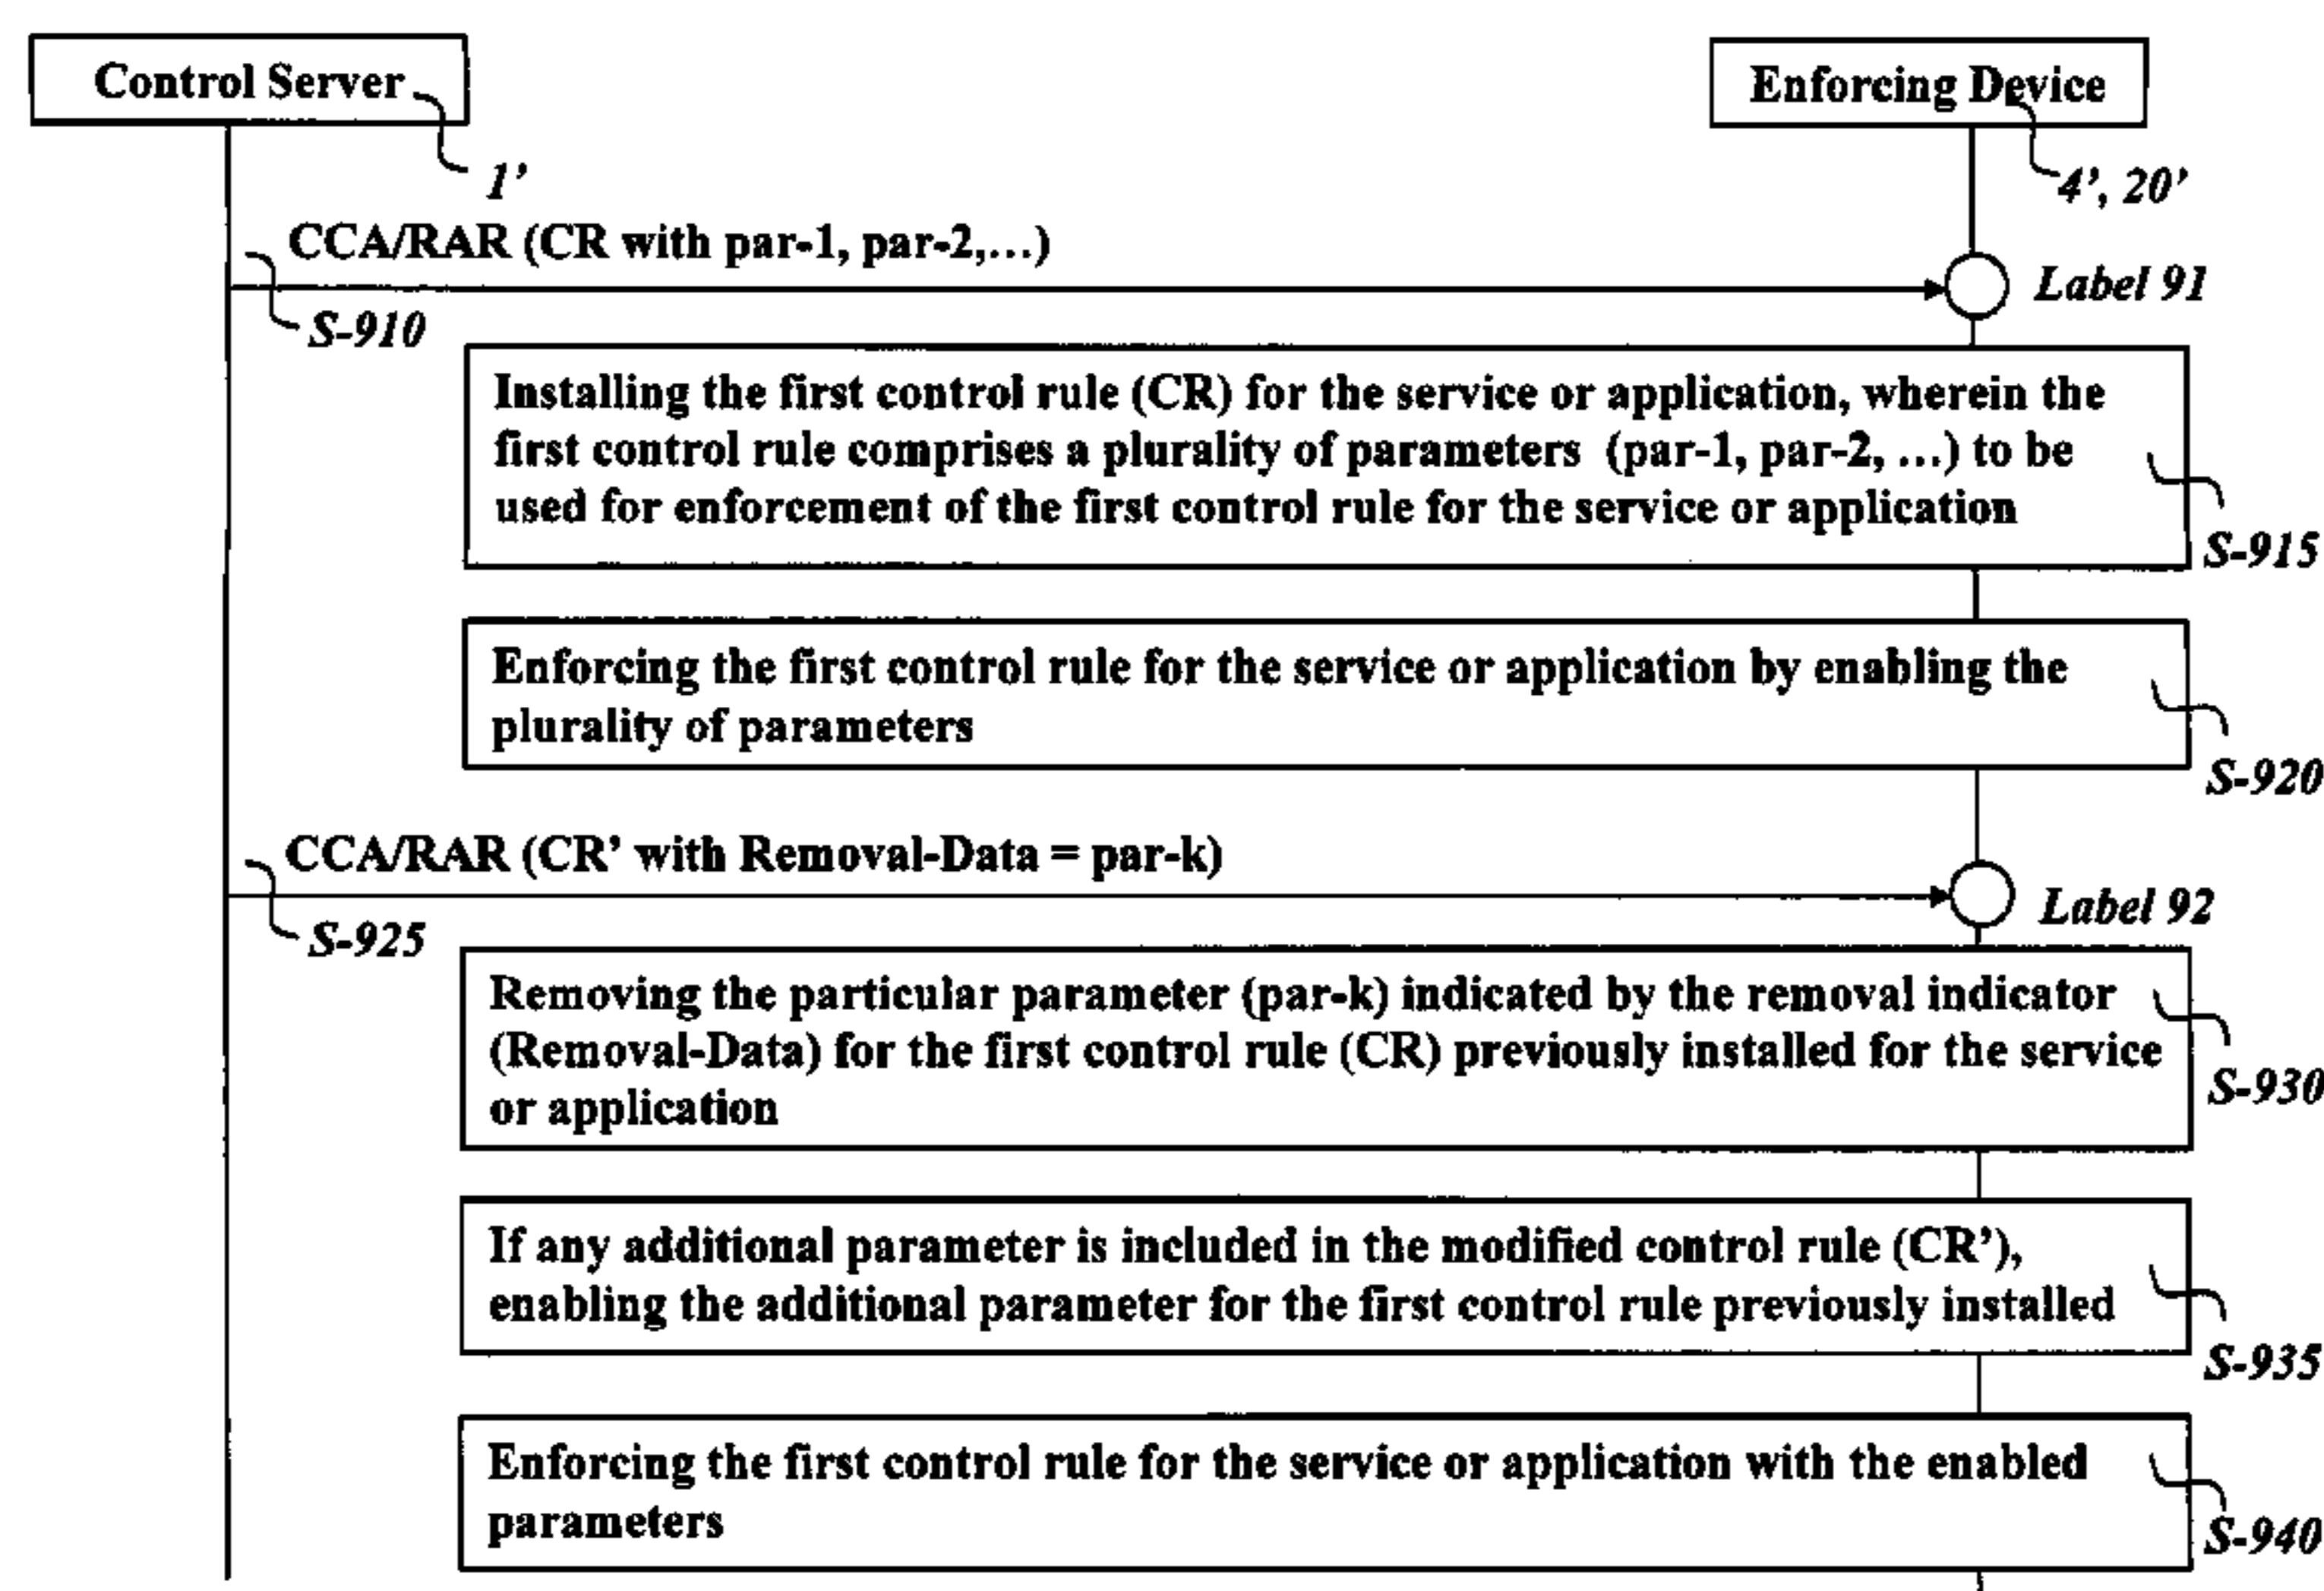 Control Server
Enforcing Device
1’
4’, 20’
CCA/RAR (CR with par-1, par-2,…)
Label 91
S-910
Installing the first control rule (CR) for the service or application, wherein the
first control rule comprises a plurality of parameters (par-1, par-2, …) to be
used for enforcement of the first control rule for the service or application
S-915
Enforcing the first control rule for the service or application by enabling the
plurality of parameters
S-920
CCA/RAR (CR’ with Removal-Data = par-k)
Label 92
S-925
Removing the particular parameter (par-k) indicated by the removal indicator
(Removal-Data) for the first control rule (CR) previously installed for the service
or application
S-930
If any additional parameter is included in the modified control rule (CR’),
enabling the additional parameter for the first control rule previously installed
S-935
Enforcing the first control rule for the service or application with the enabled
parameters
S-940